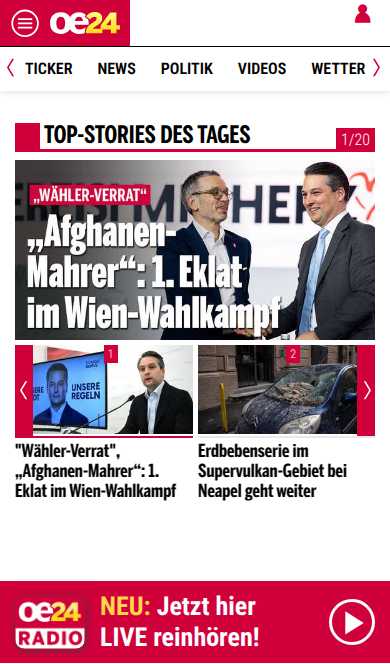 oe24
TICKER NEWS POLITIK VIDEOS WETTER
TOP-STORIES DES TAGES
1/20
„WÄHLER-VERRAT“
„Afghanen-
Mahrer“: 1. Eklat
im Wien-Wahlkampf
1
UNSERE
REGELN
2
"Wähler-Verrat",
„Afghanen-Mahrer“: 1.
Eklat im Wien-Wahlkampf
Erdbebenserie im
Supervulkan-Gebiet bei
Neapel geht weiter
oe24
RADIO
NEU: Jetzt hier
LIVE reinhören!